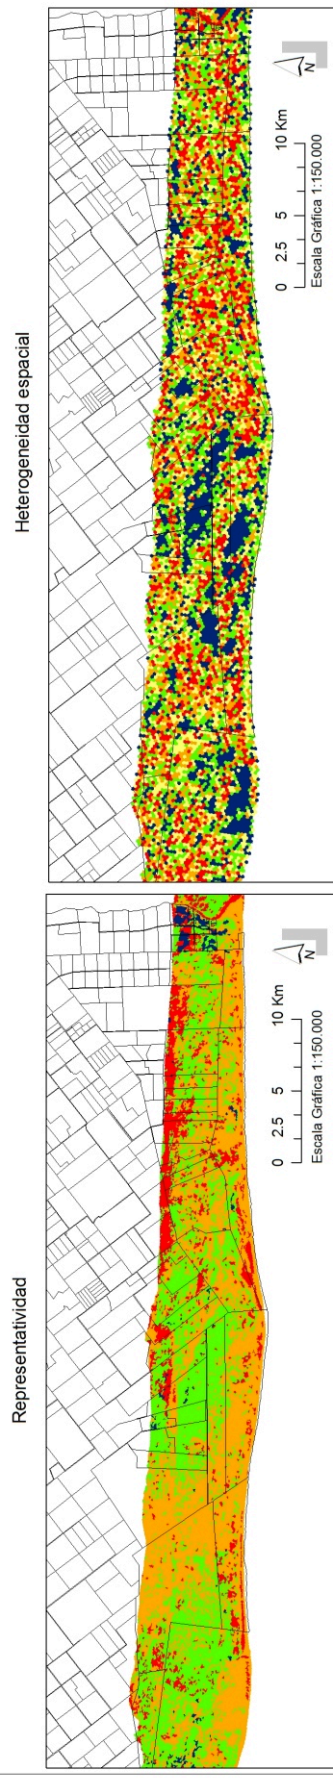 Representatividad
N
0 2.5 5 10 Km
Escala Gráfica 1:150.000
Heterogeneidad espacial
N
0 2.5 5 10 Km
Escala Gráfica 1:150.000